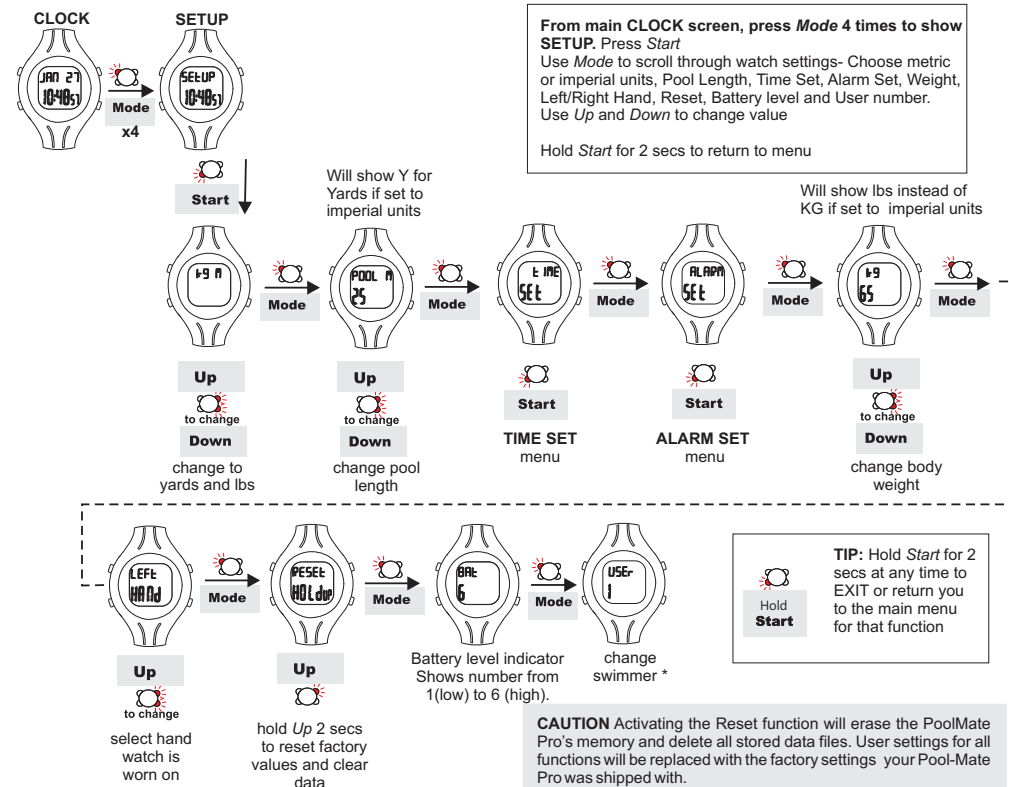 CLOCK
SETUP
JAN 27
10:48 51
SEtUP
10:48 51
Mode
x4
From main CLOCK screen, press Mode 4 times to show
SETUP. Press Start
Use Mode to scroll through watch settings- Choose metric
or imperial units, Pool Length, Time Set, Alarm Set, Weight,
Left/Right Hand, Reset, Battery level and User number.
Use Up and Down to change value
Hold Start for 2 secs to return to menu
Start
Will show Y for
Yards if set to
imperial units
Will show lbs instead of
KG if set to  imperial units
kg M
Mode
POOL M
25
Mode
tIME
SEt
Mode
ALARM
SEt
Mode
kg
65
Mode
Up
to change
Down
change to
yards and lbs
Up
to change
Down
change pool
length
Start
TIME SET
menu
Start
ALARM SET
menu
Up
to change
Down
change body
weight
LEFt
HANd
Mode
RESEt
HOLdup
Mode
BAt
6
Mode
USEr
1
Up
to change
select hand
watch is
worn on
Up
hold Up 2 secs
to reset factory
values and clear
data
Battery level indicator
Shows number from
1(low) to 6 (high).
change
swimmer *
Hold
Start
TIP: Hold Start for 2
secs at any time to
EXIT or return you
to the main menu
for that function
CAUTION Activating the Reset function will erase the PoolMate
Pro's memory and delete all stored data files. User settings for all
functions will be replaced with the factory settings  your Pool-Mate
Pro was shipped with.